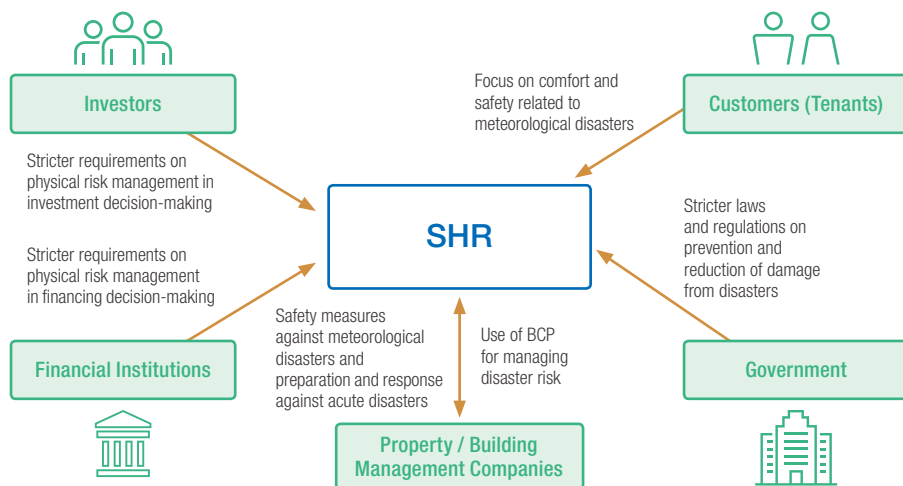 Investors
Customers (Tenants)
Focus on comfort and
safety related to
meteorological disasters
Stricter requirements on
physical risk management in
investment decision-making
SHR
Stricter laws
and regulations on
prevention and
reduction of damage
from disasters
Stricter requirements on
physical risk management
in financing decision-making
Safety measures
against meteorological
disasters and
preparation and response
against acute disasters
Use of BCP
for managing
disaster risk
Financial Institutions
Government
Property / Building
Management Companies